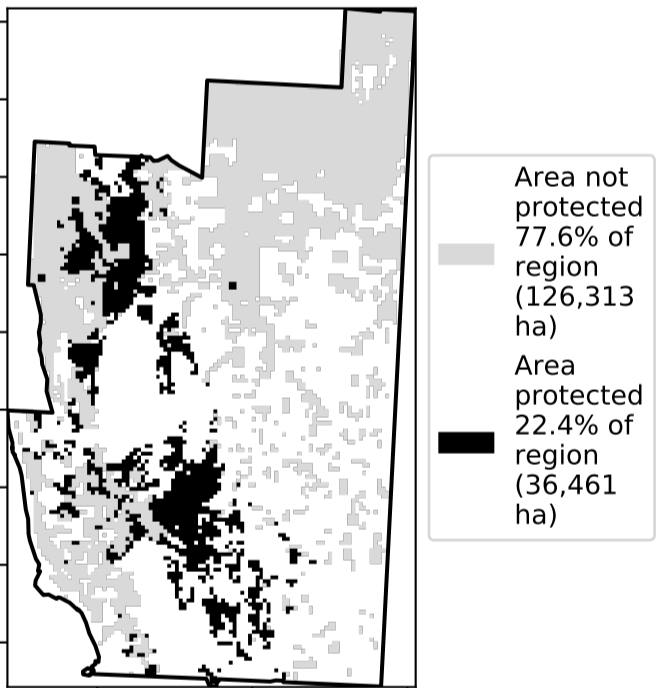 Area not
protected
77.6% of
region
(126,313
ha)
Area
protected
22.4% of
region
(36,461
ha)